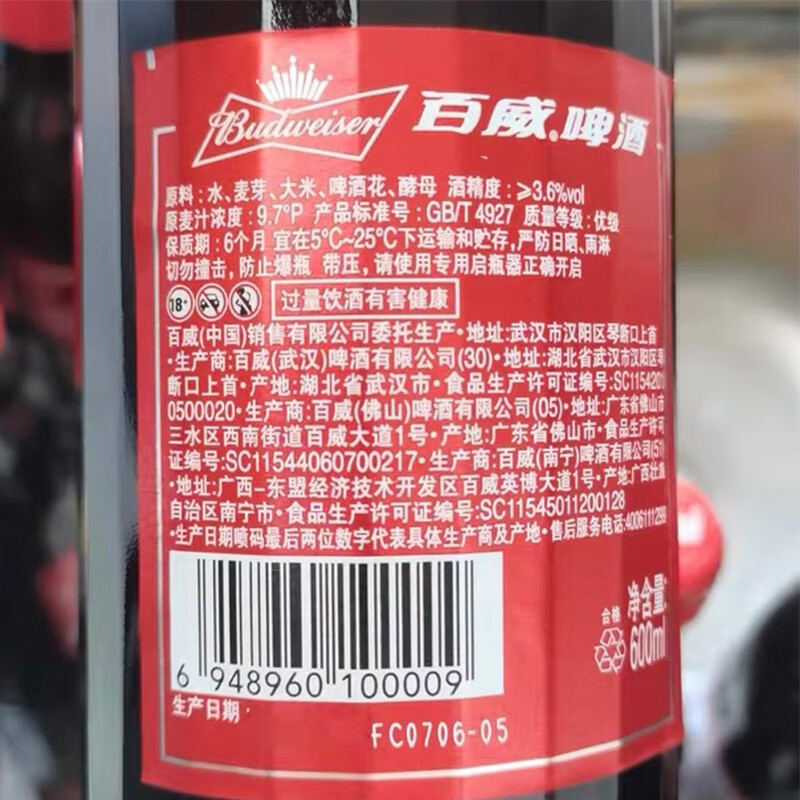 Budweiser 百威啤酒
原料:水、麦芽、大米、啤酒花、酵母 酒精度:≥3.6%vol
原麦汁浓度:9.7°P 产品标准号:GB/T 4927 质量等级:优级
保质期:6个月 宜在5°C~25°C下运输和贮存,严防日晒、雨淋
切勿撞击,防止爆瓶 带压,请使用专用启瓶器正确开启
18+ 过量饮酒有害健康
百威(中国)销售有限公司委托生产·地址:武汉市汉阳区琴断口上首
·生产商:百威(武汉)啤酒有限公司(30)·地址:湖北省武汉市汉阳区琴
断口上首·产地:湖北省武汉市·食品生产许可证编号:SC1154201
0500020·生产商:百威(佛山)啤酒有限公司(05)·地址:广东省佛山市
三水区西南街道百威大道1号·产地:广东省佛山市·食品生产许可
证编号:SC11544060700217·生产商:百威(南宁)啤酒有限公司(51)
·地址:广西-东盟经济技术开发区百威英博大道1号·产地:广西壮族
自治区南宁市·食品生产许可证编号:SC11545011200128
·生产日期喷码最后两位数字代表具体生产商及产地·售后服务电话:4006111299
6 948960 100009
合格
净含量:
600ml
生产日期
FC0706-05